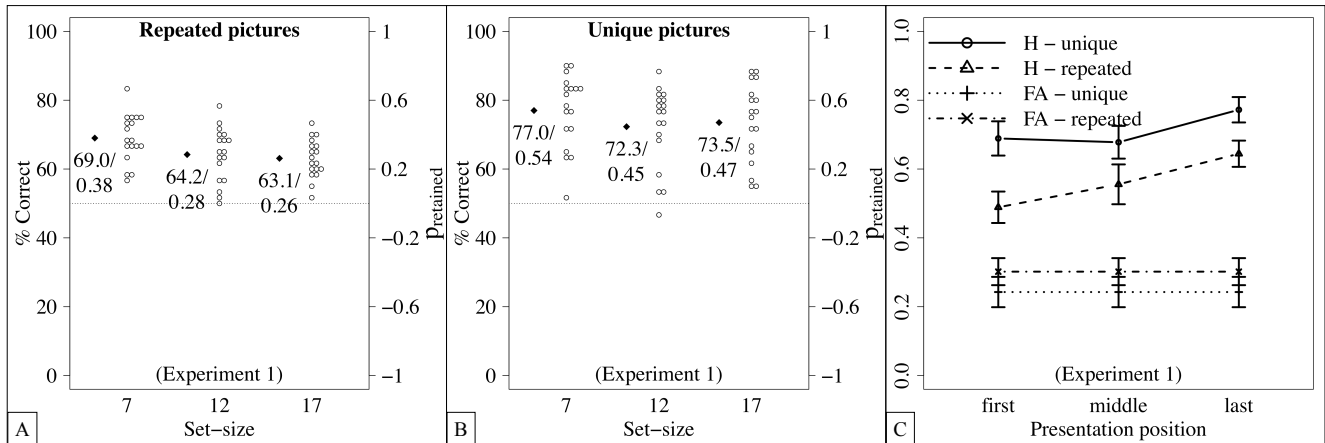 Repeated pictures
% Correct
100
80
60
40
20
0
1
0.6
0.2
−0.2
−0.6
−1
p retained
69.0/
0.38
64.2/
0.28
63.1/
0.26
(Experiment 1)
7 12 17
Set−size
A
Unique pictures
% Correct
100
80
60
40
20
0
1
0.6
0.2
−0.2
−0.6
−1
p retained
77.0/
0.54
72.3/
0.45
73.5/
0.47
(Experiment 1)
7 12 17
Set−size
B
1.0
0.8
0.6
0.4
0.2
0.0
H − unique
H − repeated
FA − unique
FA − repeated
(Experiment 1)
first middle last
Presentation position
C